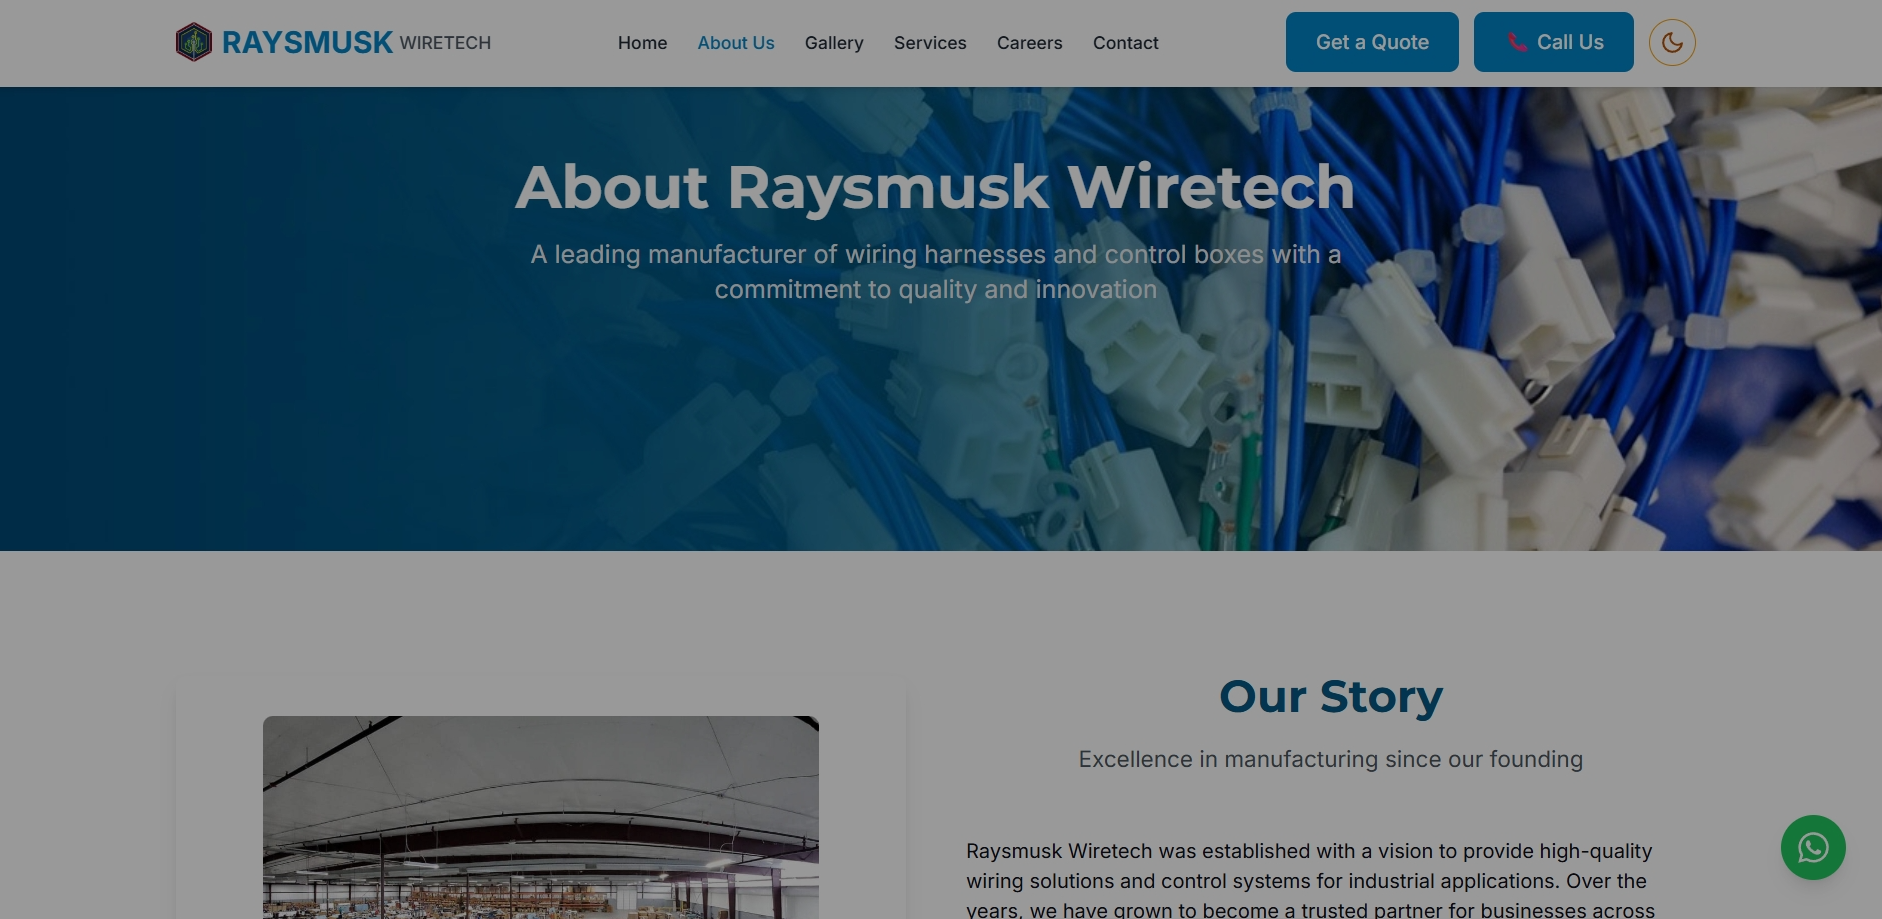 RAYSMUSK WIRETECH
Home About Us Gallery Services Careers Contact
Get a Quote
Call Us
About Raysmusk Wiretech
A leading manufacturer of wiring harnesses and control boxes with a
commitment to quality and innovation
Our Story
Excellence in manufacturing since our founding
Raysmusk Wiretech was established with a vision to provide high-quality
wiring solutions and control systems for industrial applications. Over the
years, we have grown to become a trusted partner for businesses across